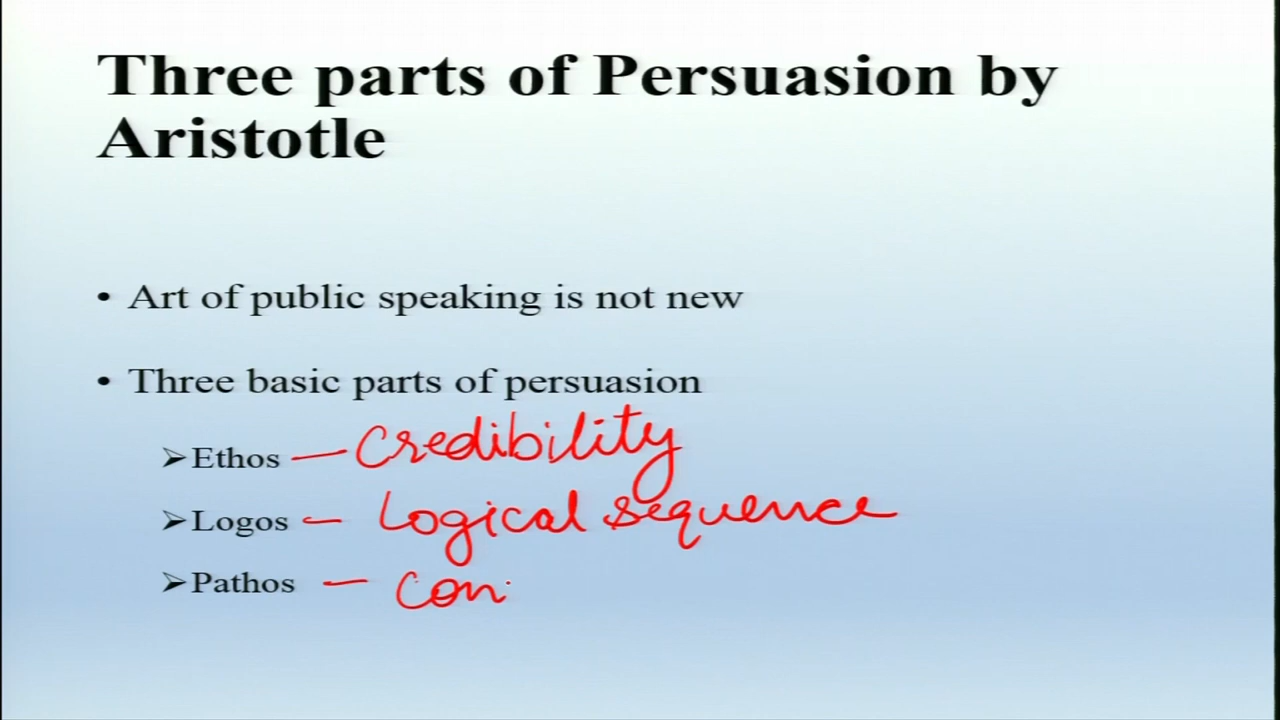 Three parts of Persuasion by
Aristotle
• Art of public speaking is not new
• Three basic parts of persuasion
➢Ethos — Credibility
➢Logos — Logical sequence
➢Pathos — con